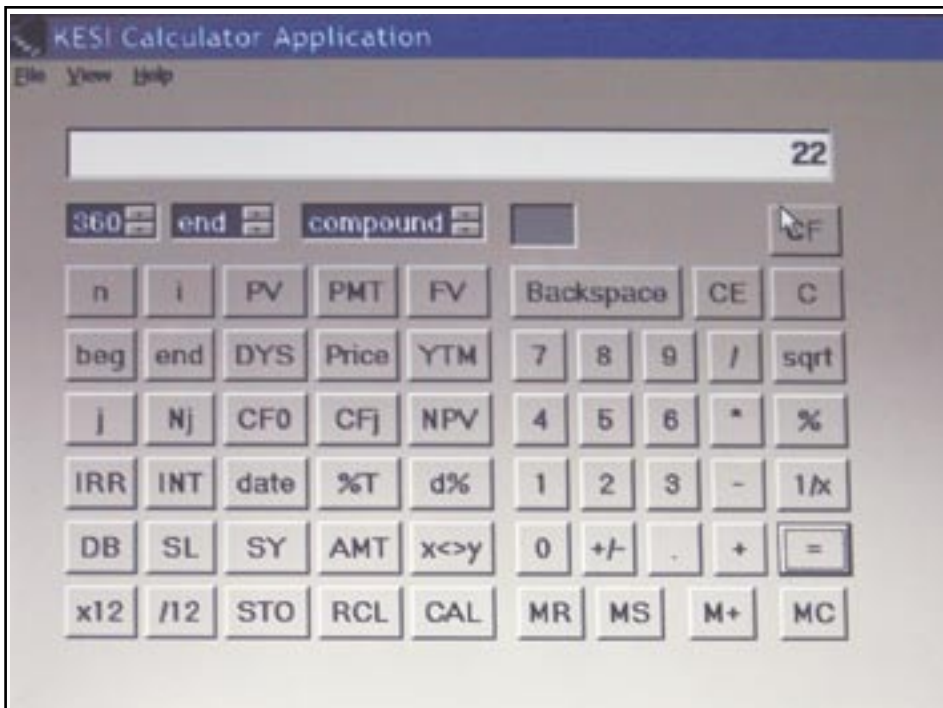 KESI Calculator Application
File View Help
22
360 end compound CF
n i PV PMT FV Backspace CE C
beg end DYS Price YTM 7 8 9 / sqrt
j Nj CF0 CFj NPV 4 5 6 * %
IRR INT date %T d% 1 2 3 - 1/x
DB SL SY AMT x<>y 0 +/- . + =
x12 /12 STO RCL CAL MR MS M+ MC